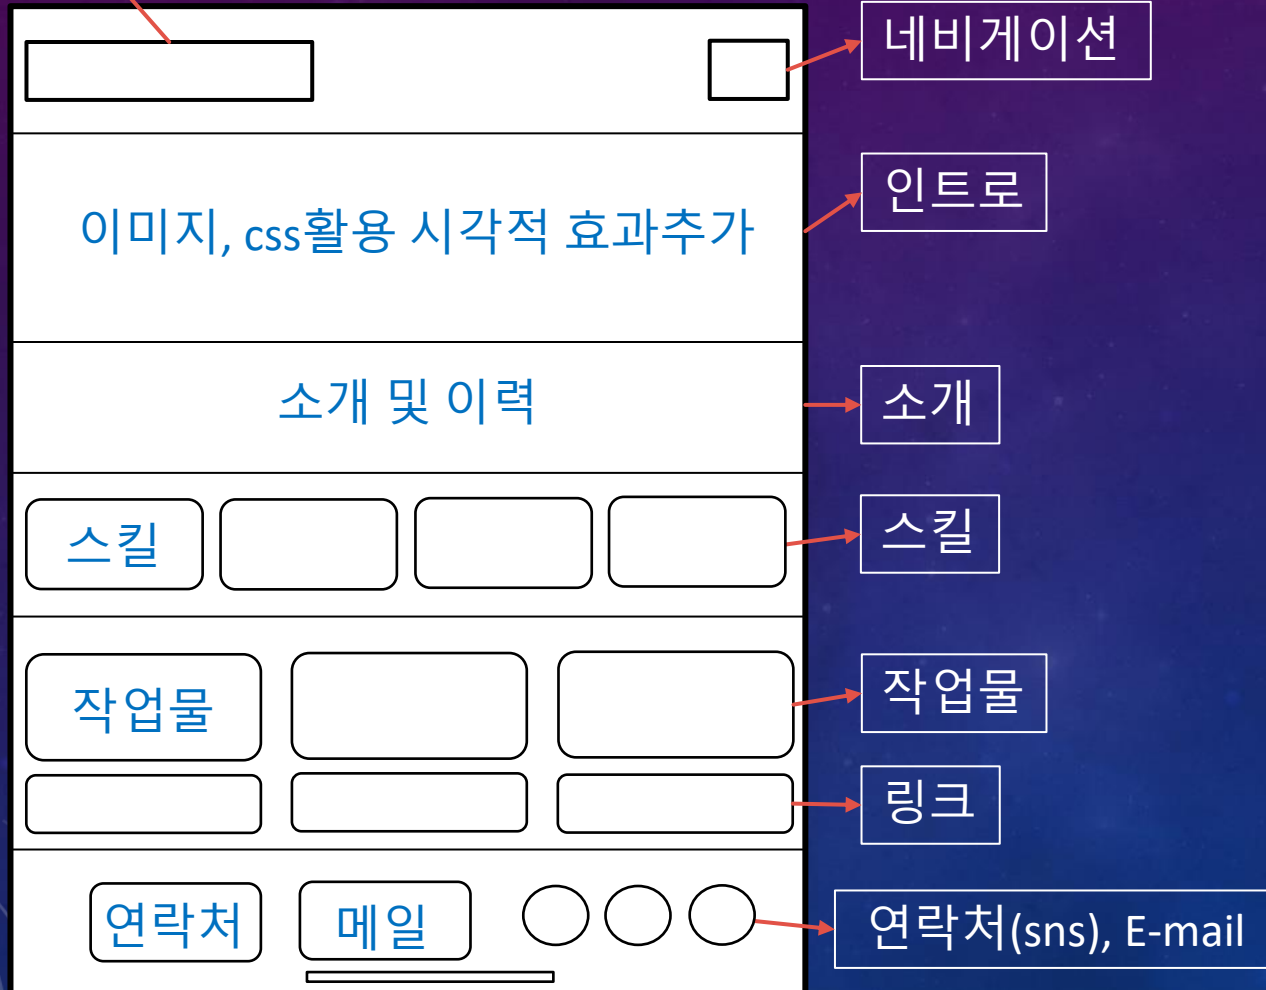 네비게이션
이미지, css활용 시각적 효과추가
인트로
소개 및 이력
소개
스킬
스킬
작업물
작업물
링크
연락처
메일
연락처(sns), E-mail